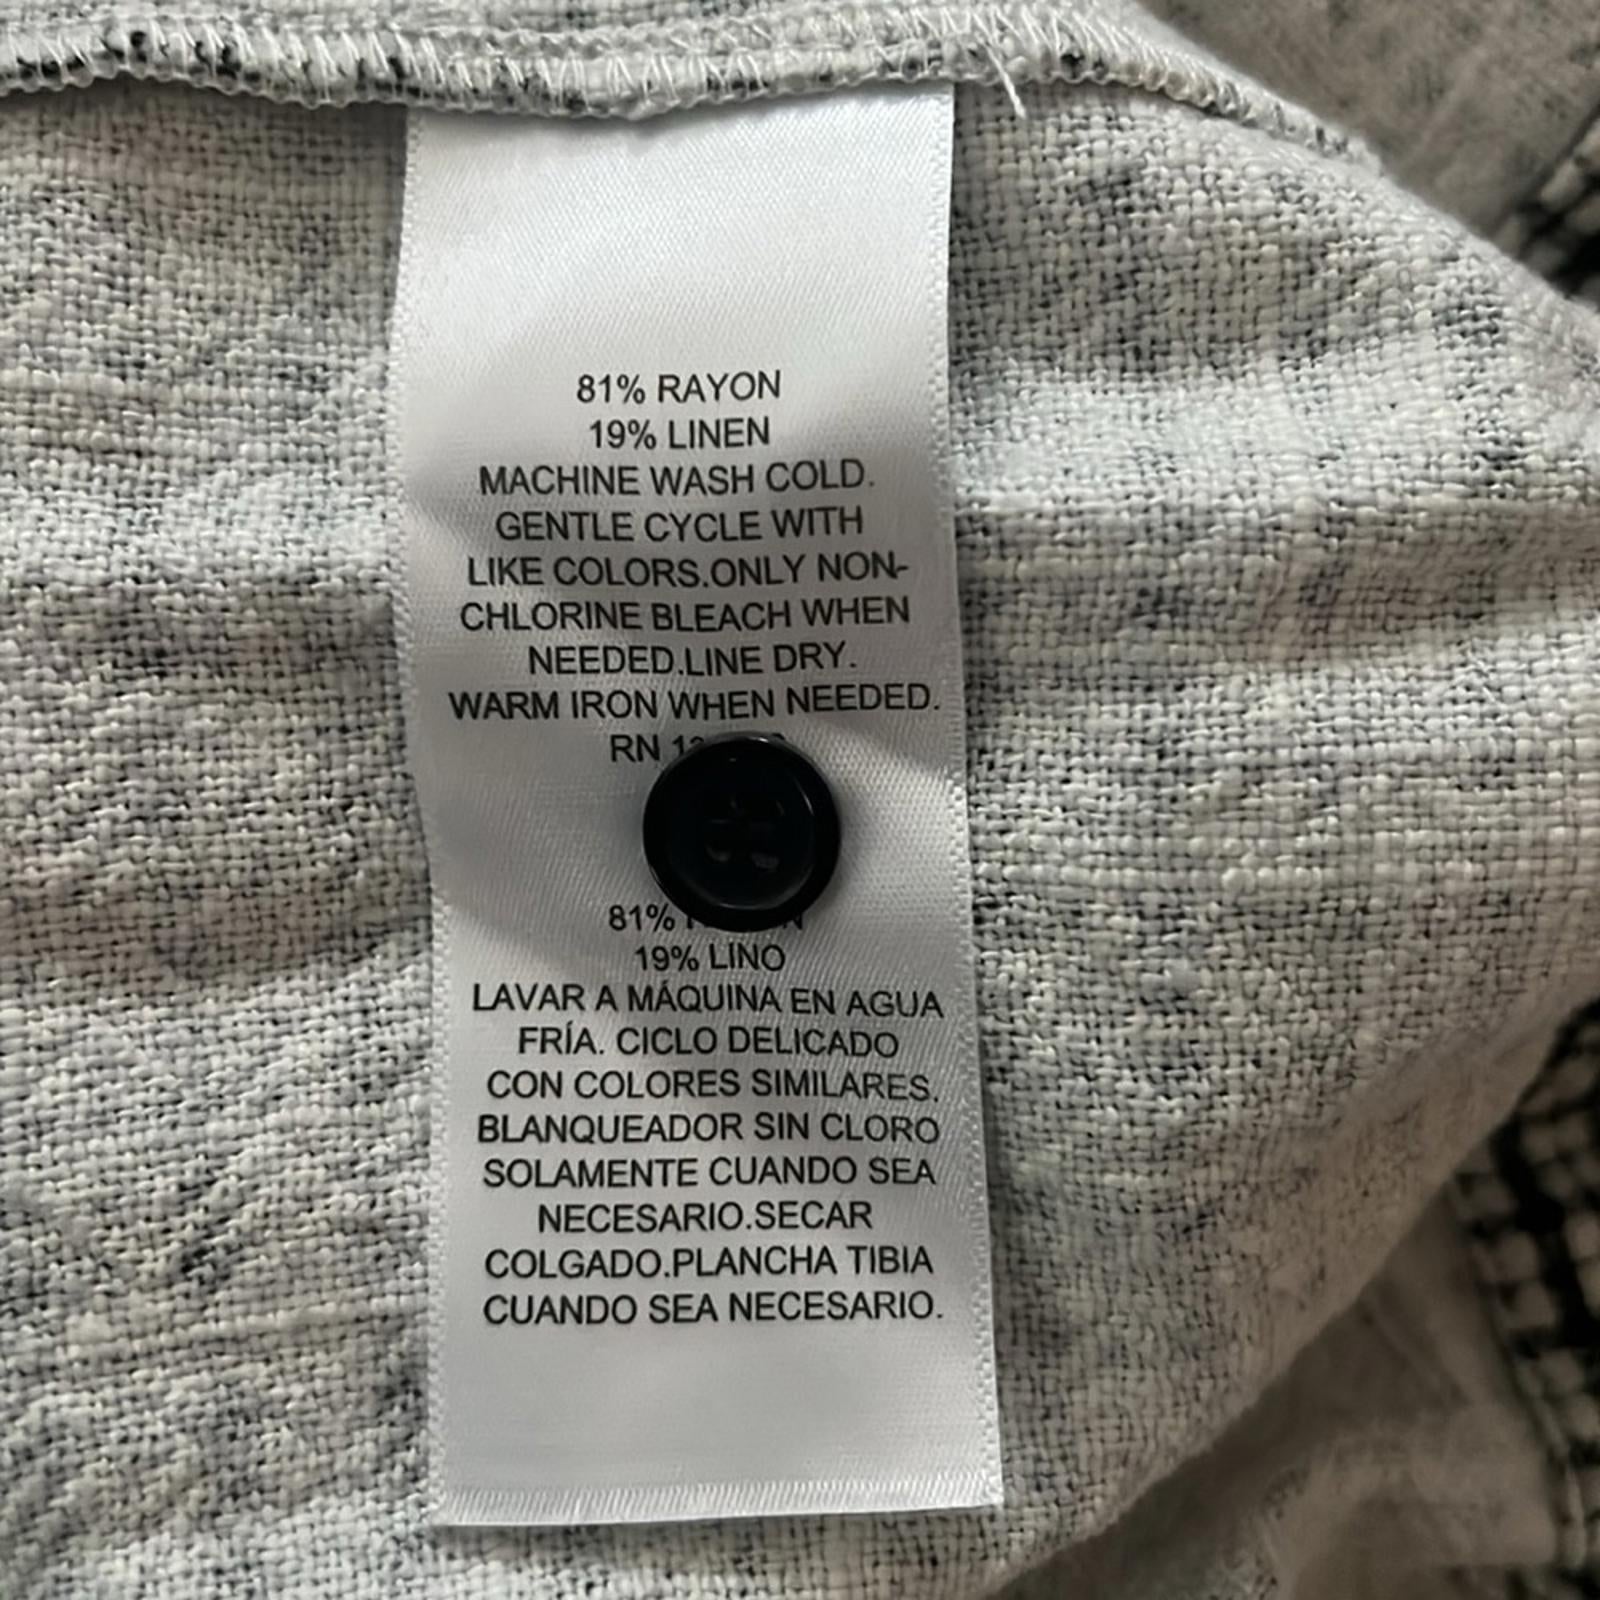 81% RAYON
19% LINEN
MACHINE WASH COLD.
GENTLE CYCLE WITH
LIKE COLORS.ONLY NON-
CHLORINE BLEACH WHEN
NEEDED.LINE DRY.
WARM IRON WHEN NEEDED.
RN
81%
19% LINO
LAVAR A MÁQUINA EN AGUA
FRÍA. CICLO DELICADO
CON COLORES SIMILARES.
BLANQUEADOR SIN CLORO
SOLAMENTE CUANDO SEA
NECESARIO.SECAR
COLGADO.PLANCHA TIBIA
CUANDO SEA NECESARIO.